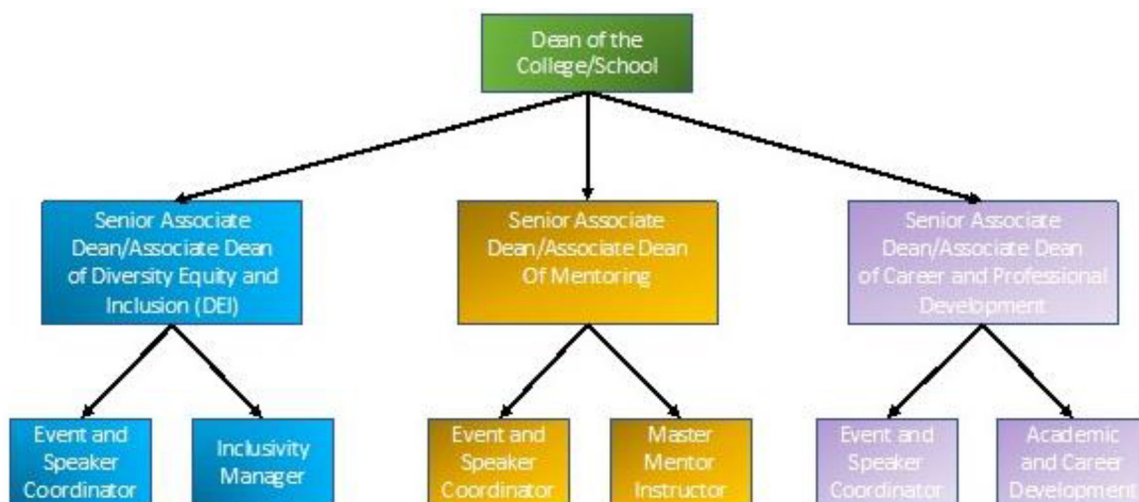 Dean of the
College/School
Senior Associate
Dean/Associate Dean
of Diversity Equity and
Inclusion (DEI)
Senior Associate
Dean/Associate Dean
Of Mentoring
Senior Associate
Dean/Associate Dean
of Career and Professional
Development
Event and
Speaker
Coordinator
Inclusivity
Manager
Event and
Speaker
Coordinator
Master
Mentor
Instructor
Event and
Speaker
Coordinator
Academic
and Career
Development